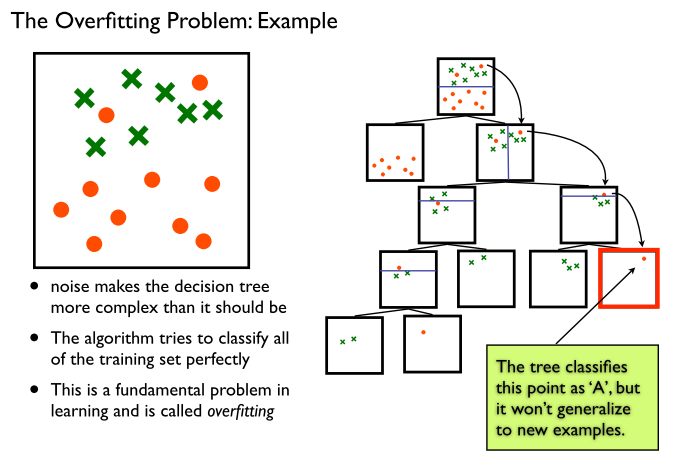 The Overfitting Problem: Example
• noise makes the decision tree
more complex than it should be
• The algorithm tries to classify all
of the training set perfectly
• This is a fundamental problem in
learning and is called overfitting
The tree classifies
this point as ‘A’, but
it won’t generalize
to new examples.